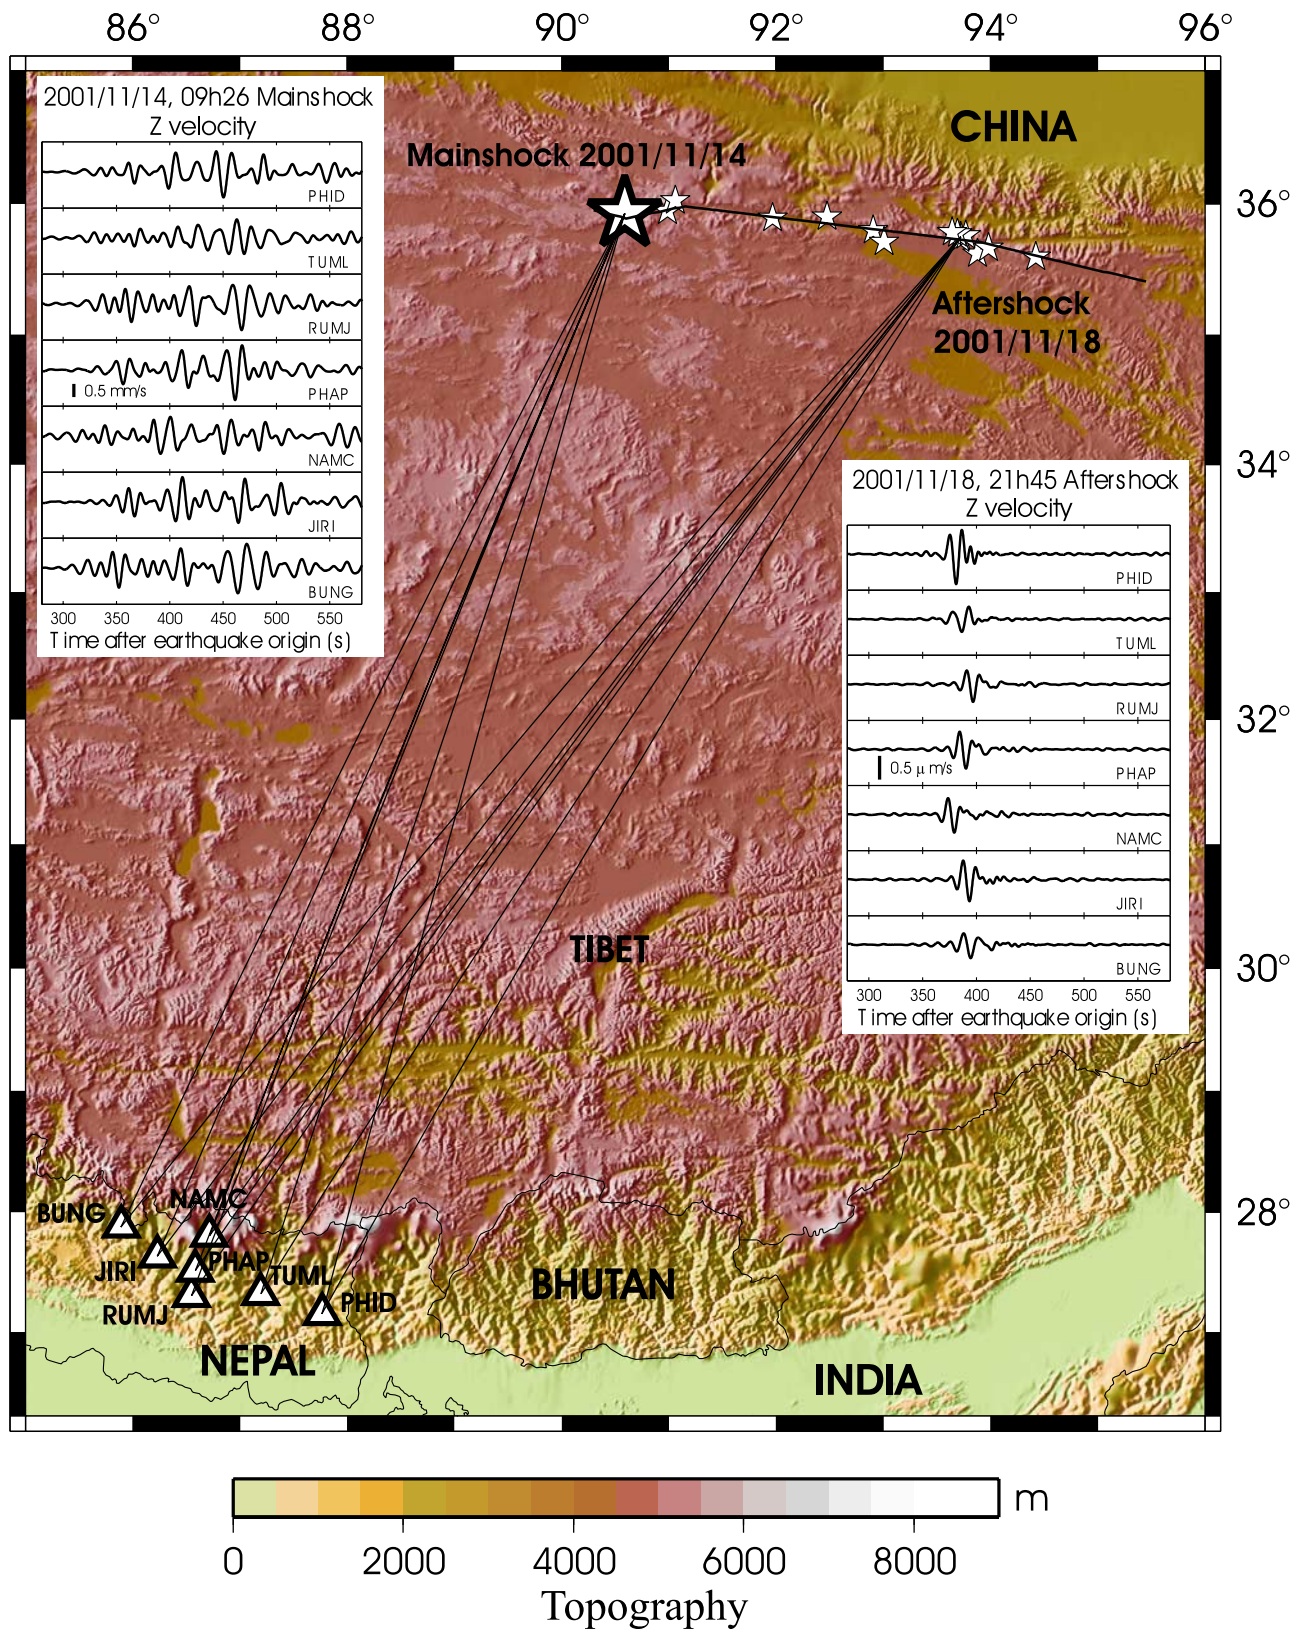 86° 88° 90° 92° 94° 96°
2001/11/14, 09h26 Mainshock
Z velocity
PHID
TUML
RUMJ
PHAP
0.5 mm/s
NAMC
JIRI
BUNG
300 350 400 450 500 550
Time after earthquake origin (s)
CHINA
Mainshock 2001/11/14
36°
Aftershock
2001/11/18
34°
2001/11/18, 21h45 Aftershock
Z velocity
PHID
TUML
RUMJ
PHAP
0.5 μ m/s
NAMC
JIRI
BUNG
300 350 400 450 500 550
Time after earthquake origin (s)
32°
TIBET
30°
28°
NAMC
BUNG
JIRI
PHAP
TUML
RUMJ
PHID
BHUTAN
NEPAL
INDIA
m
0 2000 4000 6000 8000
Topography